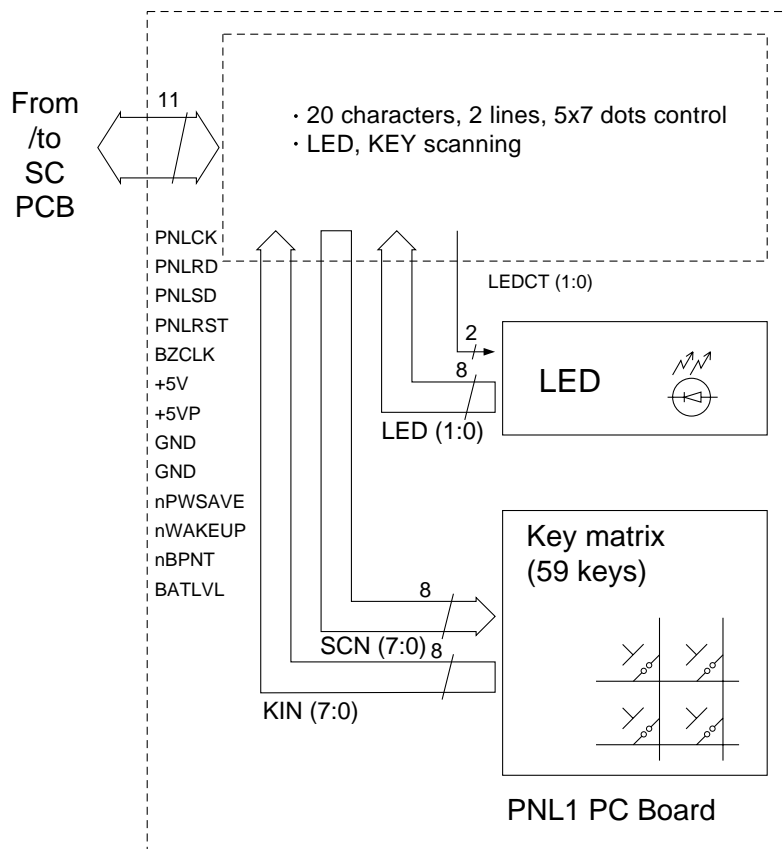 From
/to
SC
PCB
11
・20 characters, 2 lines, 5x7 dots control
・LED, KEY scanning
PNLCK
PNLRD
PNLSD
PNLRST
BZCLK
+5V
+5VP
GND
GND
nPWSAVE
nWAKEUP
nBPNT
BATLVL
LEDCT (1:0)
2
8
LED (1:0)
LED
Key matrix
(59 keys)
8
SCN (7:0)
8
KIN (7:0)
PNL1 PC Board